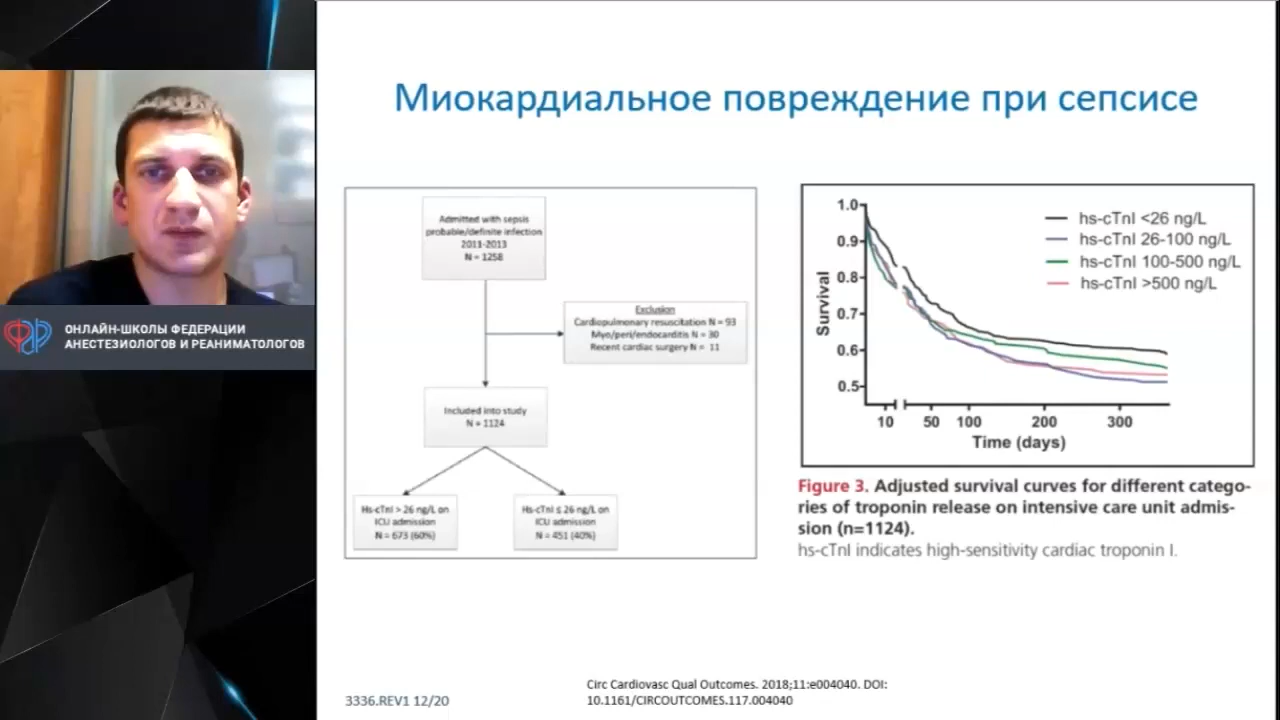 Миокардиальное повреждение при сепсисе
ОНЛАЙН-ШКОЛЫ ФЕДЕРАЦИИ
АНЕСТЕЗИОЛОГОВ И РЕАНИМАТОЛОГОВ
Admitted with sepsis
probable/definite infection
2011-2013
N = 1258
Exclusion
Cardiopulmonary resuscitation N = 93
Myo/peri/endocarditis N = 30
Recent cardiac surgery N = 11
Included into study
N = 1124
Hs-cTnI > 26 ng/L on
ICU admission
N = 673 (60%)
Hs-cTnI ≤ 26 ng/L on
ICU admission
N = 451 (40%)
hs-cTnI <26 ng/L
hs-cTnI 26-100 ng/L
hs-cTnI 100-500 ng/L
hs-cTnI >500 ng/L
Survival
1.0
0.9
0.8
0.7
0.6
0.5
10 50 100 200 300
Time (days)
Figure 3. Adjusted survival curves for different catego-
ries of troponin release on intensive care unit admis-
sion (n=1124).
hs-cTnI indicates high-sensitivity cardiac troponin I.
3336.REV1 12/20
Circ Cardiovasc Qual Outcomes. 2018;11:e004040. DOI:
10.1161/CIRCOUTCOMES.117.004040